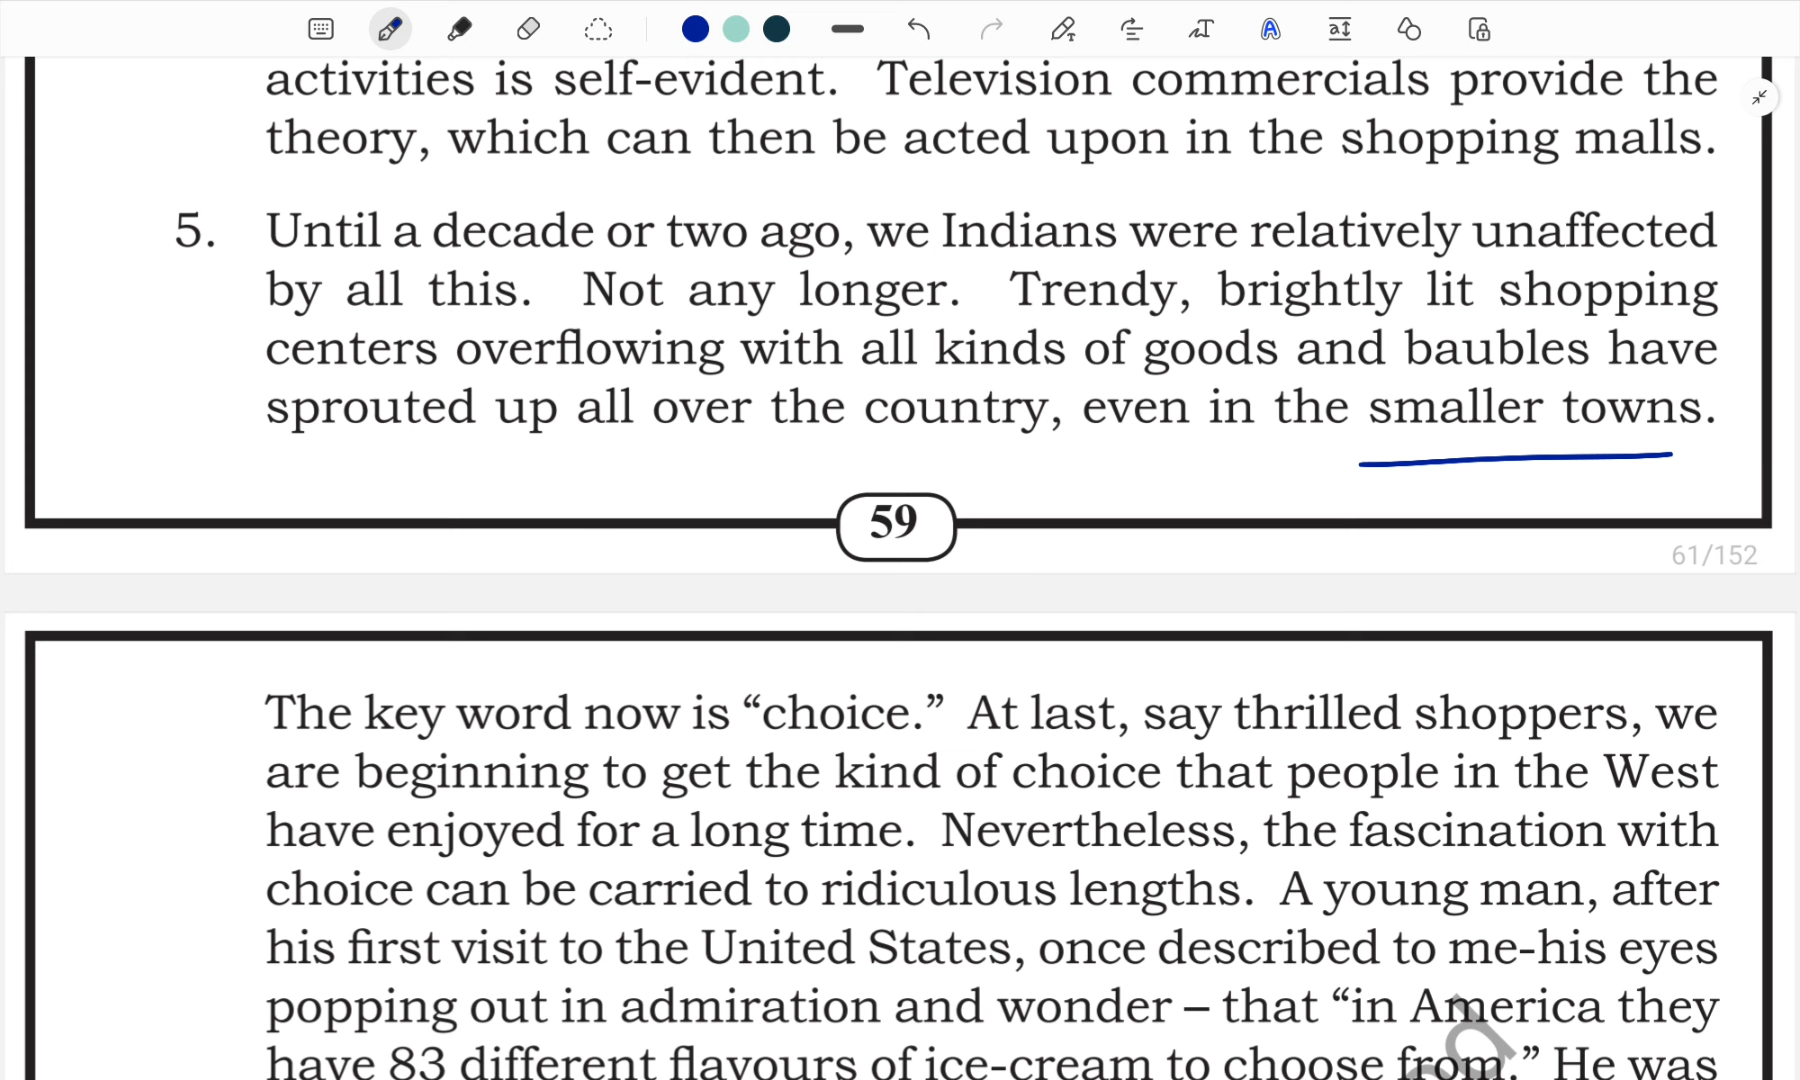 activities is self-evident. Television commercials provide the
theory, which can then be acted upon in the shopping malls.
5. Until a decade or two ago, we Indians were relatively unaffected
by all this. Not any longer. Trendy, brightly lit shopping
centers overflowing with all kinds of goods and baubles have
sprouted up all over the country, even in the smaller towns.
59
61/152
The key word now is “choice.” At last, say thrilled shoppers, we
are beginning to get the kind of choice that people in the West
have enjoyed for a long time. Nevertheless, the fascination with
choice can be carried to ridiculous lengths. A young man, after
his first visit to the United States, once described to me-his eyes
popping out in admiration and wonder – that “in America they
have 83 different flavours of ice-cream to choose from.” He was